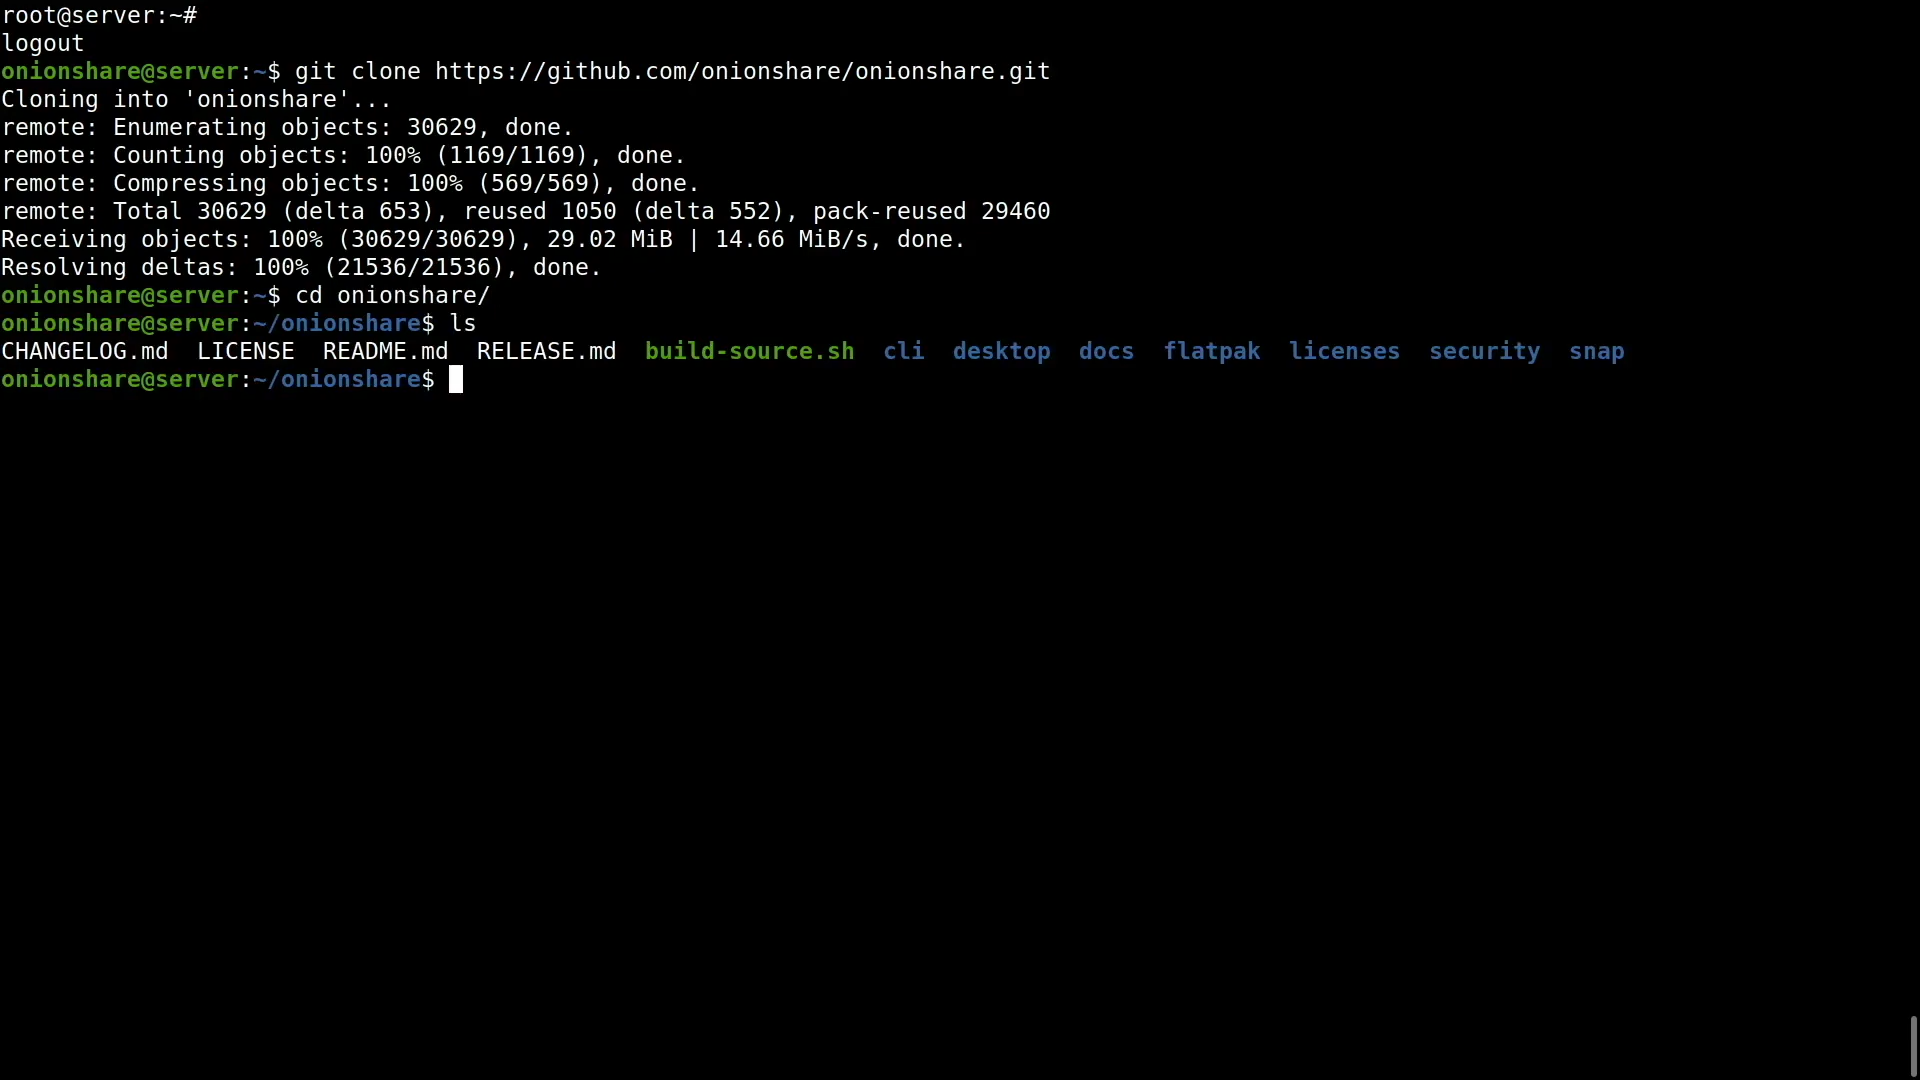 root@server:~#
logout
onionshare@server:~$ git clone https://github.com/onionshare/onionshare.git
Cloning into 'onionshare'...
remote: Enumerating objects: 30629, done.
remote: Counting objects: 100% (1169/1169), done.
remote: Compressing objects: 100% (569/569), done.
remote: Total 30629 (delta 653), reused 1050 (delta 552), pack-reused 29460
Receiving objects: 100% (30629/30629), 29.02 MiB | 14.66 MiB/s, done.
Resolving deltas: 100% (21536/21536), done.
onionshare@server:~$ cd onionshare/
onionshare@server:~/onionshare$ ls
CHANGELOG.md  LICENSE  README.md  RELEASE.md  build-source.sh  cli  desktop  docs  flatpak  licenses  security  snap
onionshare@server:~/onionshare$